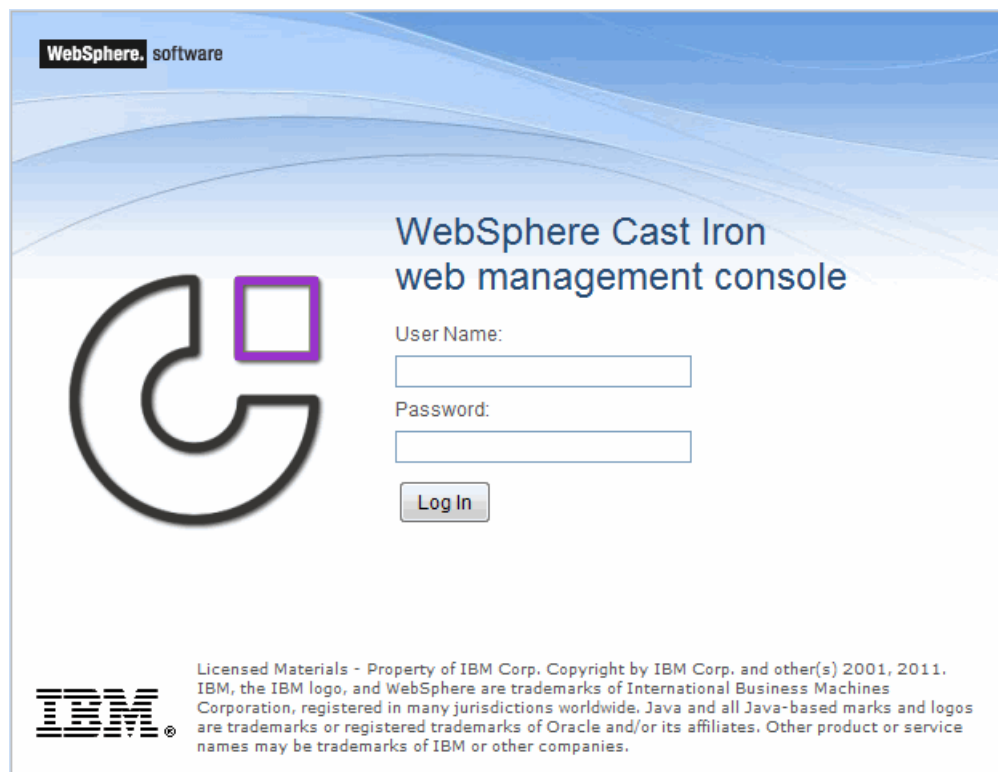 WebSphere. software
WebSphere Cast Iron
web management console
User Name:
Password:
Log In
Licensed Materials - Property of IBM Corp. Copyright by IBM Corp. and other(s) 2001, 2011.
IBM, the IBM logo, and WebSphere are trademarks of International Business Machines
Corporation, registered in many jurisdictions worldwide. Java and all Java-based marks and logos
are trademarks or registered trademarks of Oracle and/or its affiliates. Other product or service
names may be trademarks of IBM or other companies.
IBM®